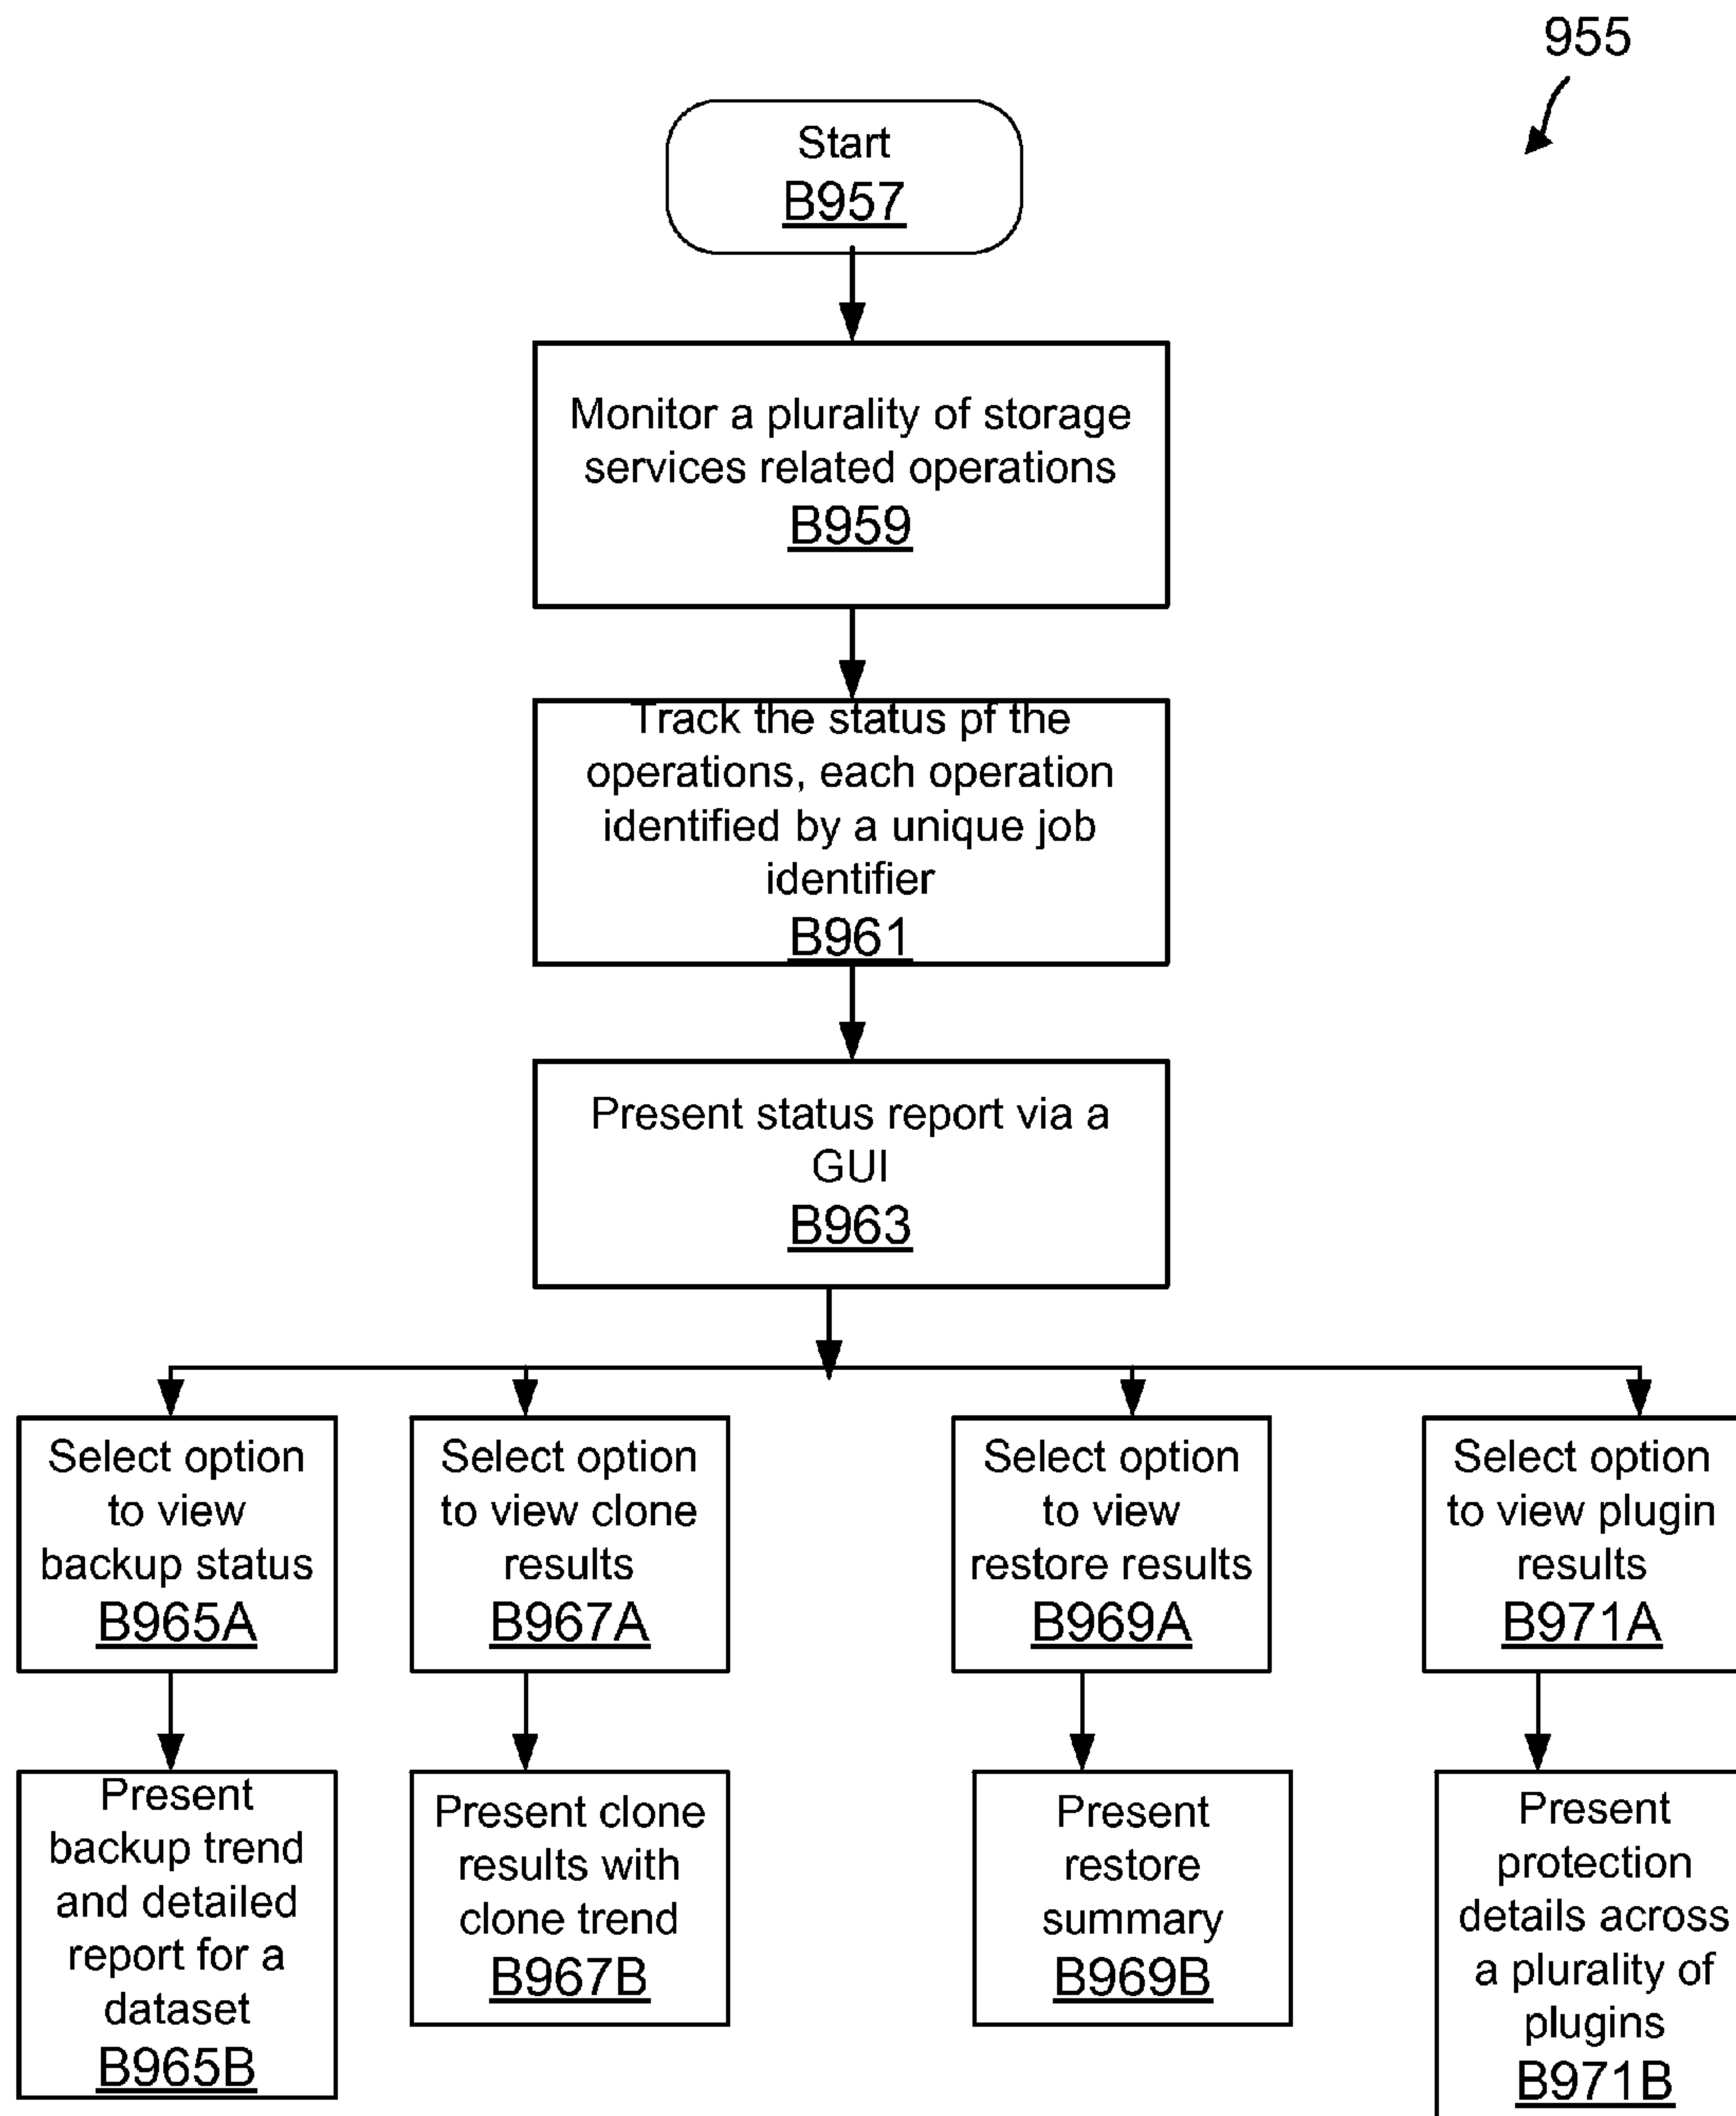 955
Start
B957
Monitor a plurality of storage
services related operations
B959
Track the status pf the
operations, each operation
identified by a unique job
identifier
B961
Present status report via a
GUI
B963
Select option
to view
backup status
B965A
Select option
to view clone
results
B967A
Select option
to view
restore results
B969A
Select option
to view plugin
results
B971A
Present
backup trend
and detailed
report for a
dataset
B965B
Present clone
results with
clone trend
B967B
Present
restore
summary
B969B
Present
protection
details across
a plurality of
plugins
B971B